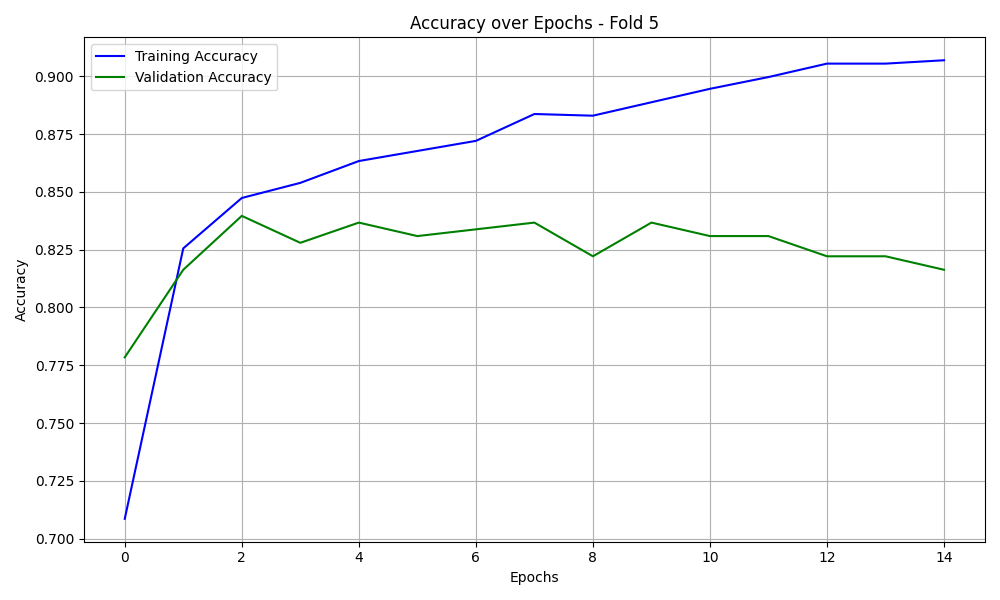 Accuracy over Epochs - Fold 5
Training Accuracy
Validation Accuracy
0.900
0.875
0.850
0.825
0.800
0.775
0.750
0.725
0.700
Accuracy
0 2 4 6 8 10 12 14
Epochs